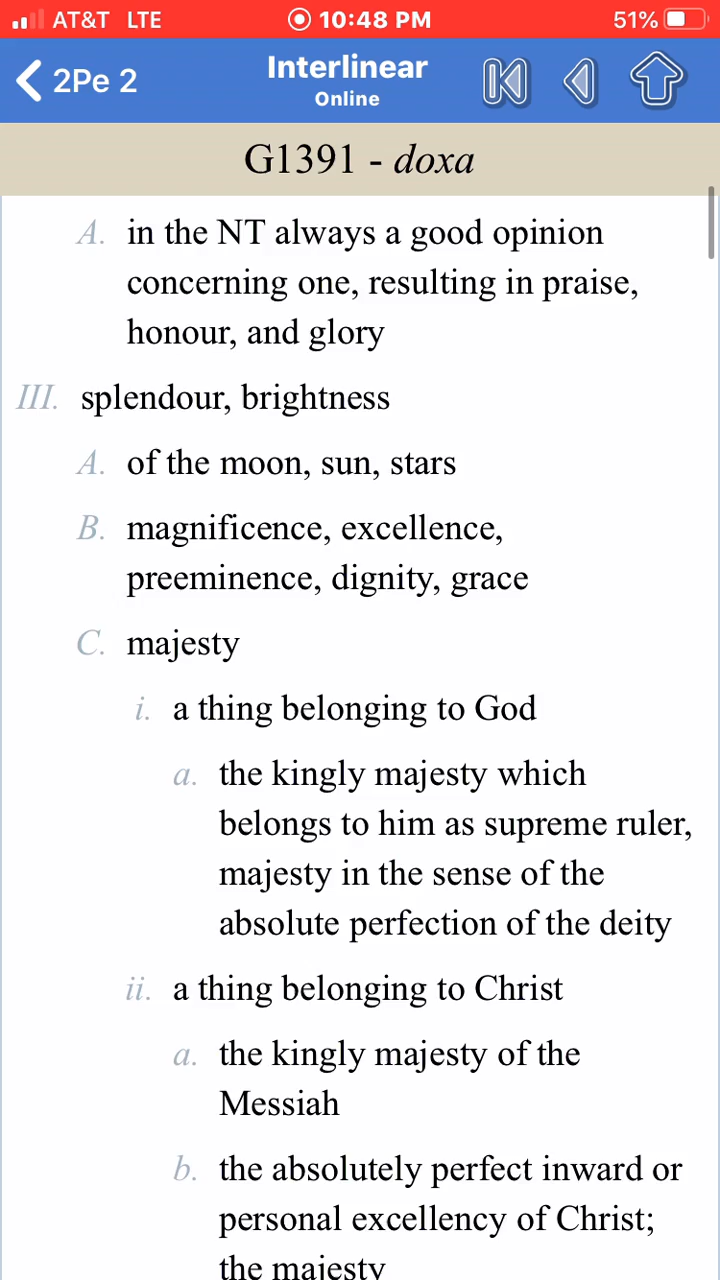 AT&T LTE 10:48 PM 51%
2Pe 2 Interlinear
Online
G1391 - doxa
A. in the NT always a good opinion
concerning one, resulting in praise,
honour, and glory
III. splendour, brightness
A. of the moon, sun, stars
B. magnificence, excellence,
preeminence, dignity, grace
C. majesty
i. a thing belonging to God
a. the kingly majesty which
belongs to him as supreme ruler,
majesty in the sense of the
absolute perfection of the deity
ii. a thing belonging to Christ
a. the kingly majesty of the
Messiah
b. the absolutely perfect inward or
personal excellency of Christ;
the majesty